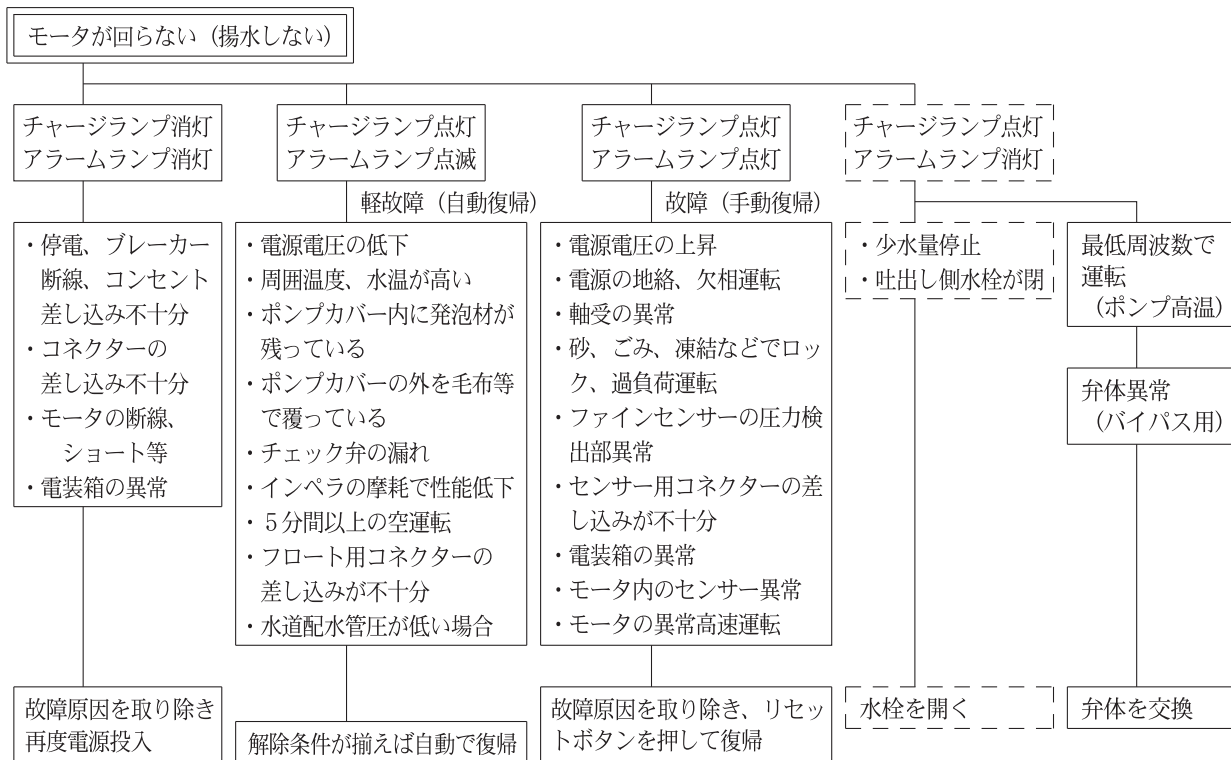 モータが回らない（揚水しない）
チャージランプ消灯
アラームランプ消灯
・停電、ブレーカー
断線、コンセント
差し込み不十分
・コネクターの
差し込み不十分
・モータの断線、
ショート等
・電装箱の異常
故障原因を取り除き
再度電源投入
チャージランプ点灯
アラームランプ点滅
軽故障（自動復帰）
・電源電圧の低下
・周囲温度、水温が高い
・ポンプカバー内に発泡材が
残っている
・ポンプカバーの外を毛布等
で覆っている
・チェック弁の漏れ
・インペラの摩耗で性能低下
・５分間以上の空運転
・フロート用コネクターの
差し込みが不十分
・水道配水管圧が低い場合
解除条件が揃えば自動で復帰
チャージランプ点灯
アラームランプ点灯
故障（手動復帰）
・電源電圧の上昇
・電源の地絡、欠相運転
・軸受の異常
・砂、ごみ、凍結などでロッ
ク、過負荷運転
・ファインセンサーの圧力検
出部異常
・センサー用コネクターの差
し込みが不十分
・電装箱の異常
・モータ内のセンサー異常
・モータの異常高速運転
故障原因を取り除き、リセッ
トボタンを押して復帰
チャージランプ点灯
アラームランプ消灯
・少水量停止
・吐出し側水栓が閉
水栓を開く
最低周波数で
運転
（ポンプ高温）
弁体異常
（バイパス用）
弁体を交換